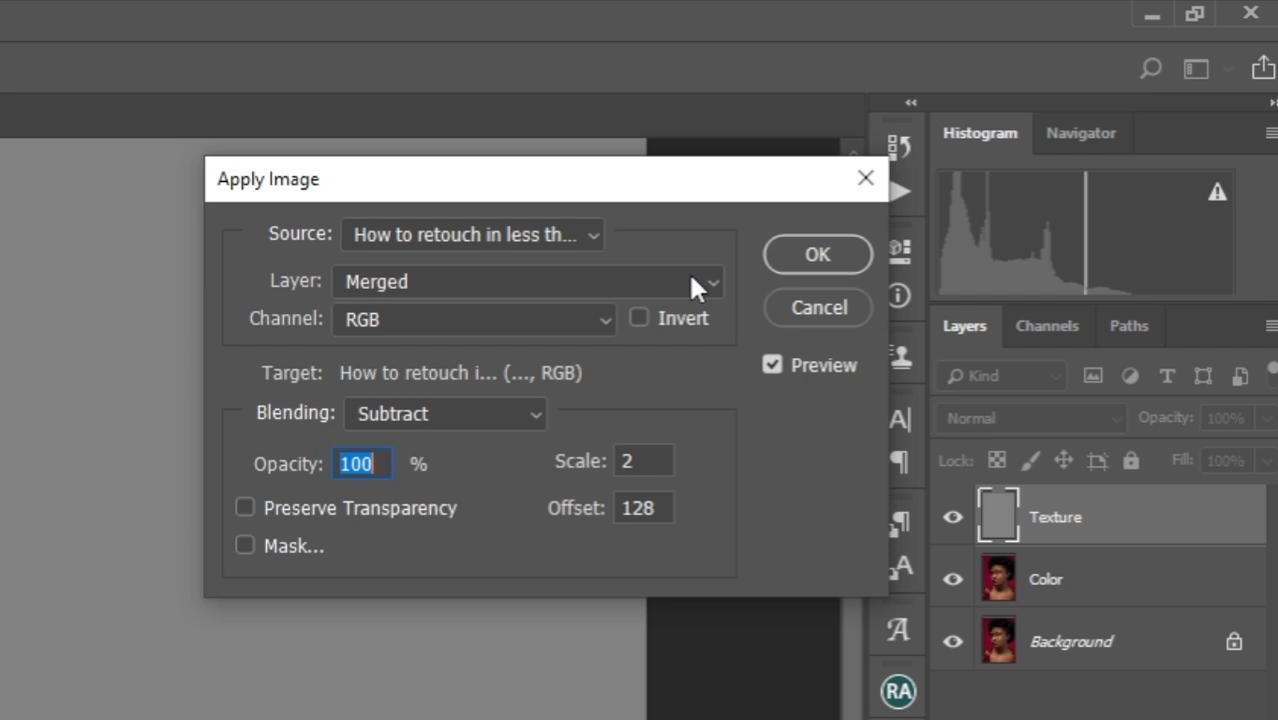 Histogram
Navigator
Apply Image
Source: How to retouch in less th...
OK
Layer: Merged
Cancel
Channel: RGB
Invert
Preview
Target: How to retouch i... (..., RGB)
Blending: Subtract
Opacity: 100 %
Scale: 2
Preserve Transparency
Offset: 128
Mask...
A
A
A
RA
Layers
Channels
Paths
Kind
T
Normal
Opacity: 100%
Lock:
Fill: 100%
Texture
Color
Background